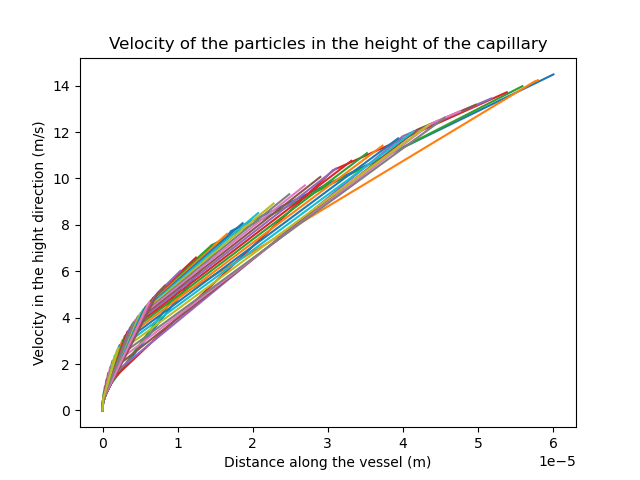 Velocity of the particles in the height of the capillary
Velocity in the hight direction (m/s)
14
12
10
8
6
4
2
0
0 1 2 3 4 5 6
1e−5
Distance along the vessel (m)